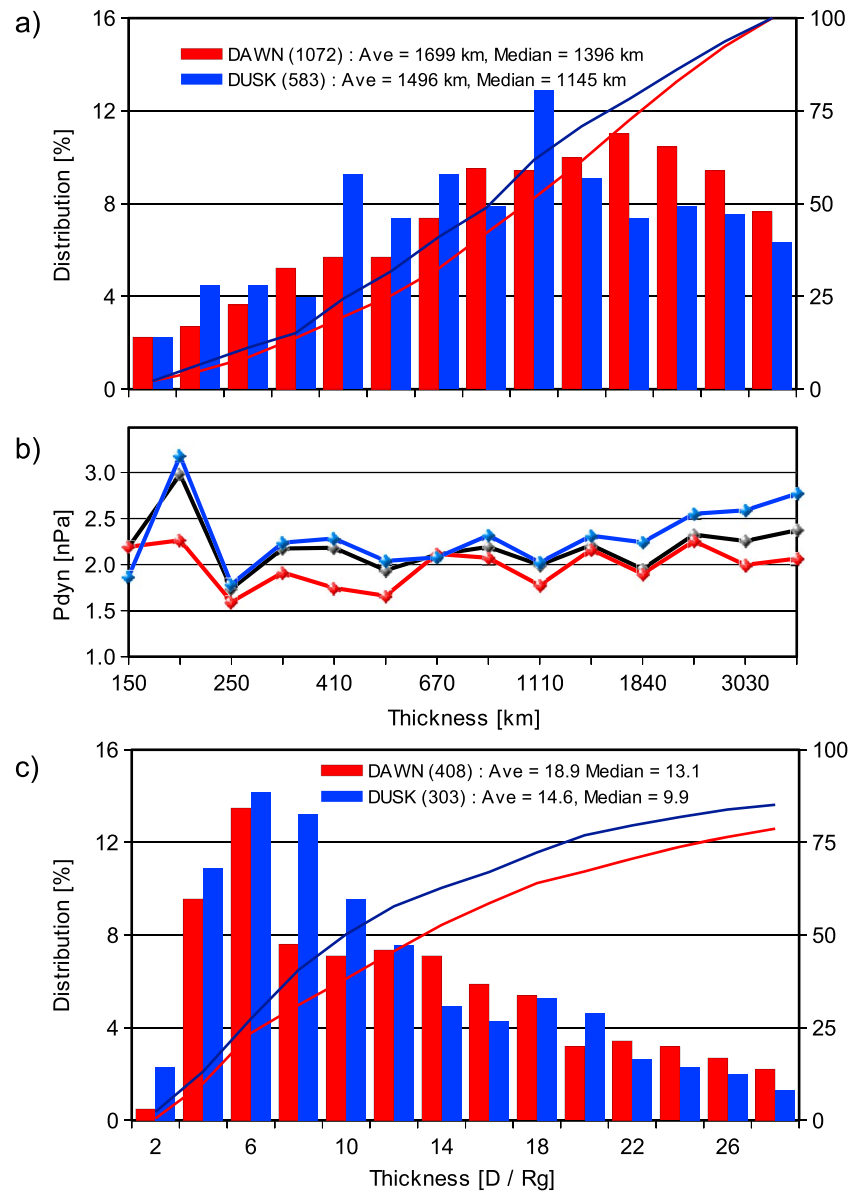 a)
16
12
8
4
0
Distribution [%]
DAWN (1072) : Ave = 1699 km, Median = 1396 km
DUSK (583) : Ave = 1496 km, Median = 1145 km
100
75
50
25
0
b)
3.0
2.5
2.0
1.5
1.0
Pdyn [nPa]
150 250 410 670 1110 1840 3030
Thickness [km]
c)
16
12
8
4
0
Distribution [%]
DAWN (408) : Ave = 18.9 Median = 13.1
DUSK (303) : Ave = 14.6, Median = 9.9
100
75
50
25
0
2 6 10 14 18 22 26
Thickness [D / Rg]